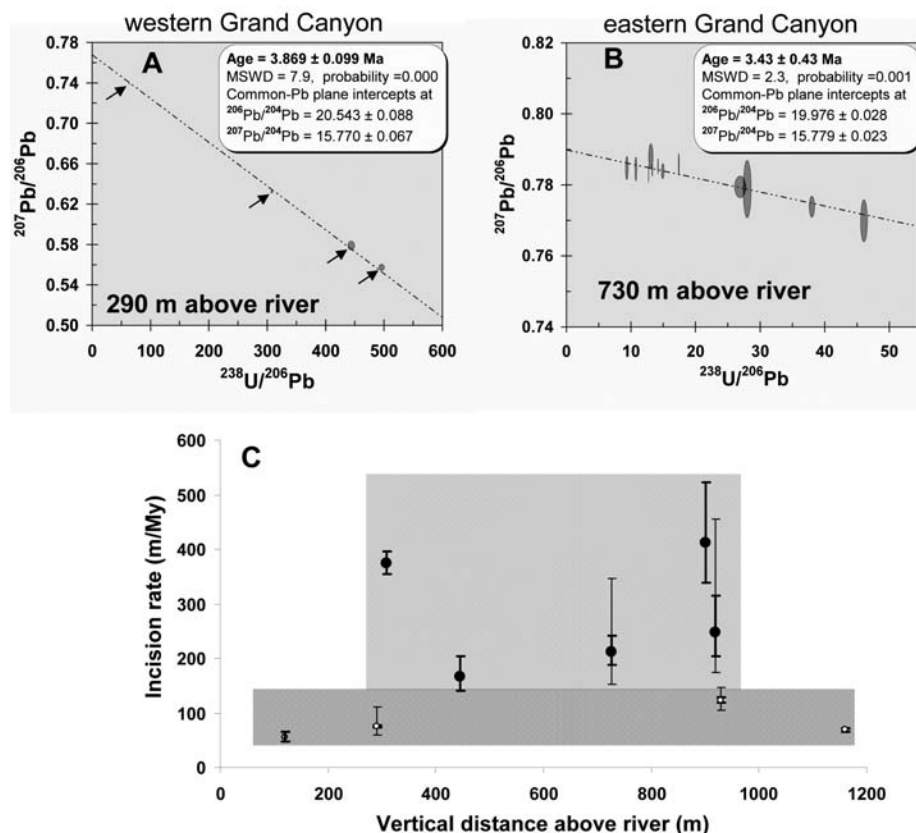 western Grand Canyon
eastern Grand Canyon
A
Age = 3.869 ± 0.099 Ma
MSWD = 7.9, probability =0.000
Common-Pb plane intercepts at
²⁰⁶Pb/²⁰⁴Pb = 20.543 ± 0.088
²⁰⁷Pb/²⁰⁴Pb = 15.770 ± 0.067
0.78
0.74
0.70
0.66
0.62
0.58
0.54
0.50
²⁰⁷Pb/²⁰⁶Pb
290 m above river
0 100 200 300 400 500 600
²³⁸U/²⁰⁶Pb
B
Age = 3.43 ± 0.43 Ma
MSWD = 2.3, probability =0.001
Common-Pb plane intercepts at
²⁰⁶Pb/²⁰⁴Pb = 19.976 ± 0.028
²⁰⁷Pb/²⁰⁴Pb = 15.779 ± 0.023
0.82
0.80
0.78
0.76
0.74
²⁰⁷Pb/²⁰⁶Pb
730 m above river
0 10 20 30 40 50
²³⁸U/²⁰⁶Pb
C
600
500
400
300
200
100
0
Incision rate (m/My)
0 200 400 600 800 1000 1200
Vertical distance above river (m)